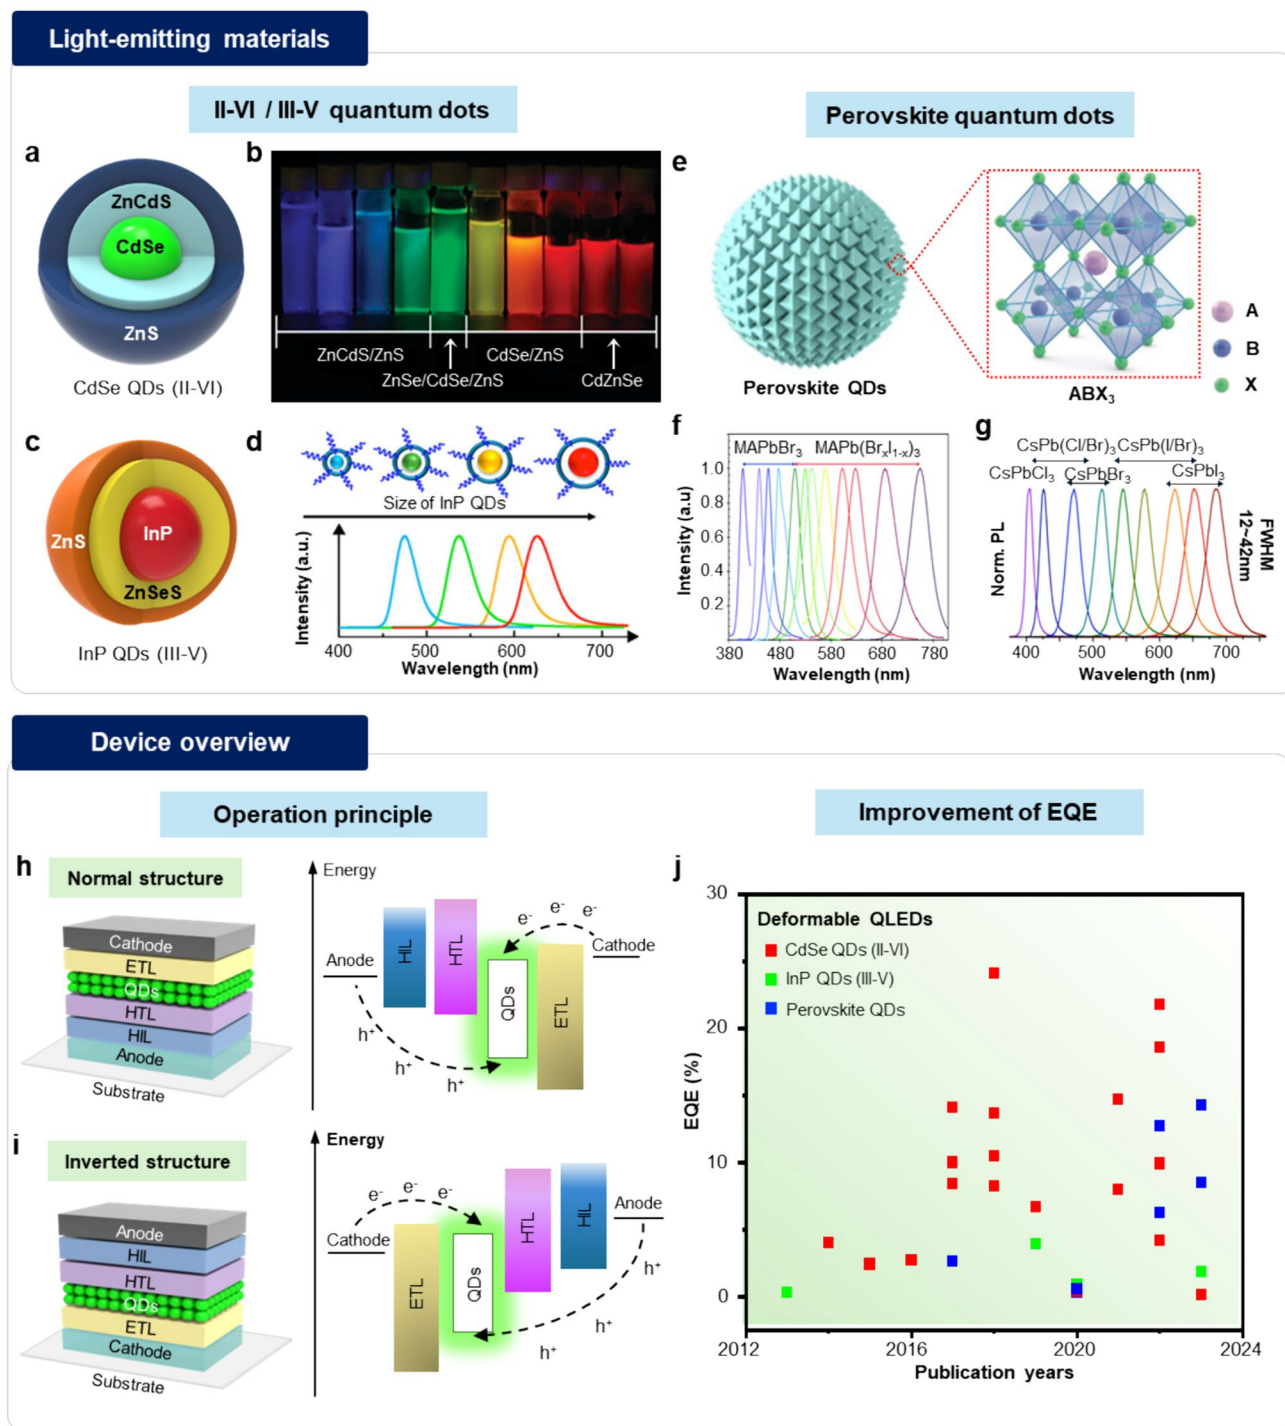 Light-emitting materials
II-VI / III-V quantum dots
Perovskite quantum dots
a
ZnCdS
CdSe
ZnS
CdSe QDs (II-VI)
b
ZnCdS/ZnS
CdSe/ZnS
ZnSe/CdSe/ZnS
CdZnSe
e
Perovskite QDs
ABX₃
A
B
X
c
ZnS
InP
ZnSeS
InP QDs (III-V)
d
Size of InP QDs
Intensity (a.u.)
400 500 600 700
Wavelength (nm)
f
MAPbBr₃
MAPb(BrₓI₁₋ₓ)₃
Intensity (a.u)
1.0
0.8
0.6
0.4
0.2
380 480 580 680 780
Wavelength (nm)
g
CsPb(Cl/Br)₃ CsPb(I/Br)₃
CsPbCl₃ CsPbBr₃ CsPbI₃
Norm. PL
FWHM
12~42nm
400 500 600 700
Wavelength (nm)
Device overview
Operation principle
Improvement of EQE
h
Normal structure
Cathode
ETL
QDs
HTL
HIL
Anode
Substrate
Energy
Anode
HIL
HTL
QDs
ETL
Cathode
e⁻ e⁻ e⁻
h⁺
h⁺
h⁺
i
Inverted structure
Anode
HIL
HTL
QDs
ETL
Cathode
Substrate
Energy
Cathode
ETL
QDs
HTL
HIL
Anode
e⁻ e⁻ e⁻
h⁺
h⁺
h⁺
j
Deformable QLEDs
CdSe QDs (II-VI)
InP QDs (III-V)
Perovskite QDs
EQE (%)
30
20
10
0
2012 2016 2020 2024
Publication years